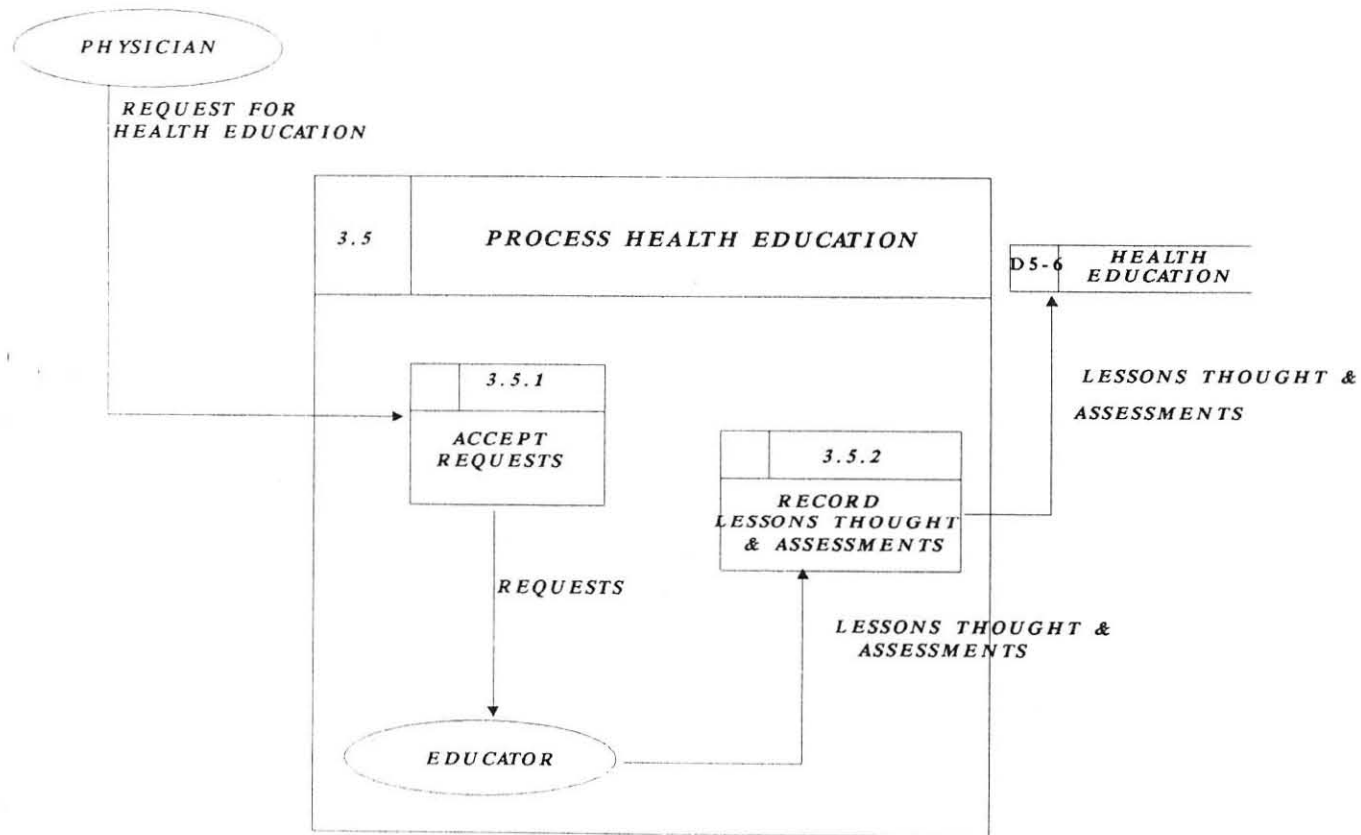 PHYSICIAN
REQUEST FOR
HEALTH EDUCATION
3.5
PROCESS HEALTH EDUCATION
D5-6
HEALTH
EDUCATION
3.5.1
ACCEPT
REQUESTS
LESSONS THOUGHT &
ASSESSMENTS
3.5.2
RECORD
LESSONS THOUGHT
& ASSESSMENTS
REQUESTS
LESSONS THOUGHT &
ASSESSMENTS
EDUCATOR